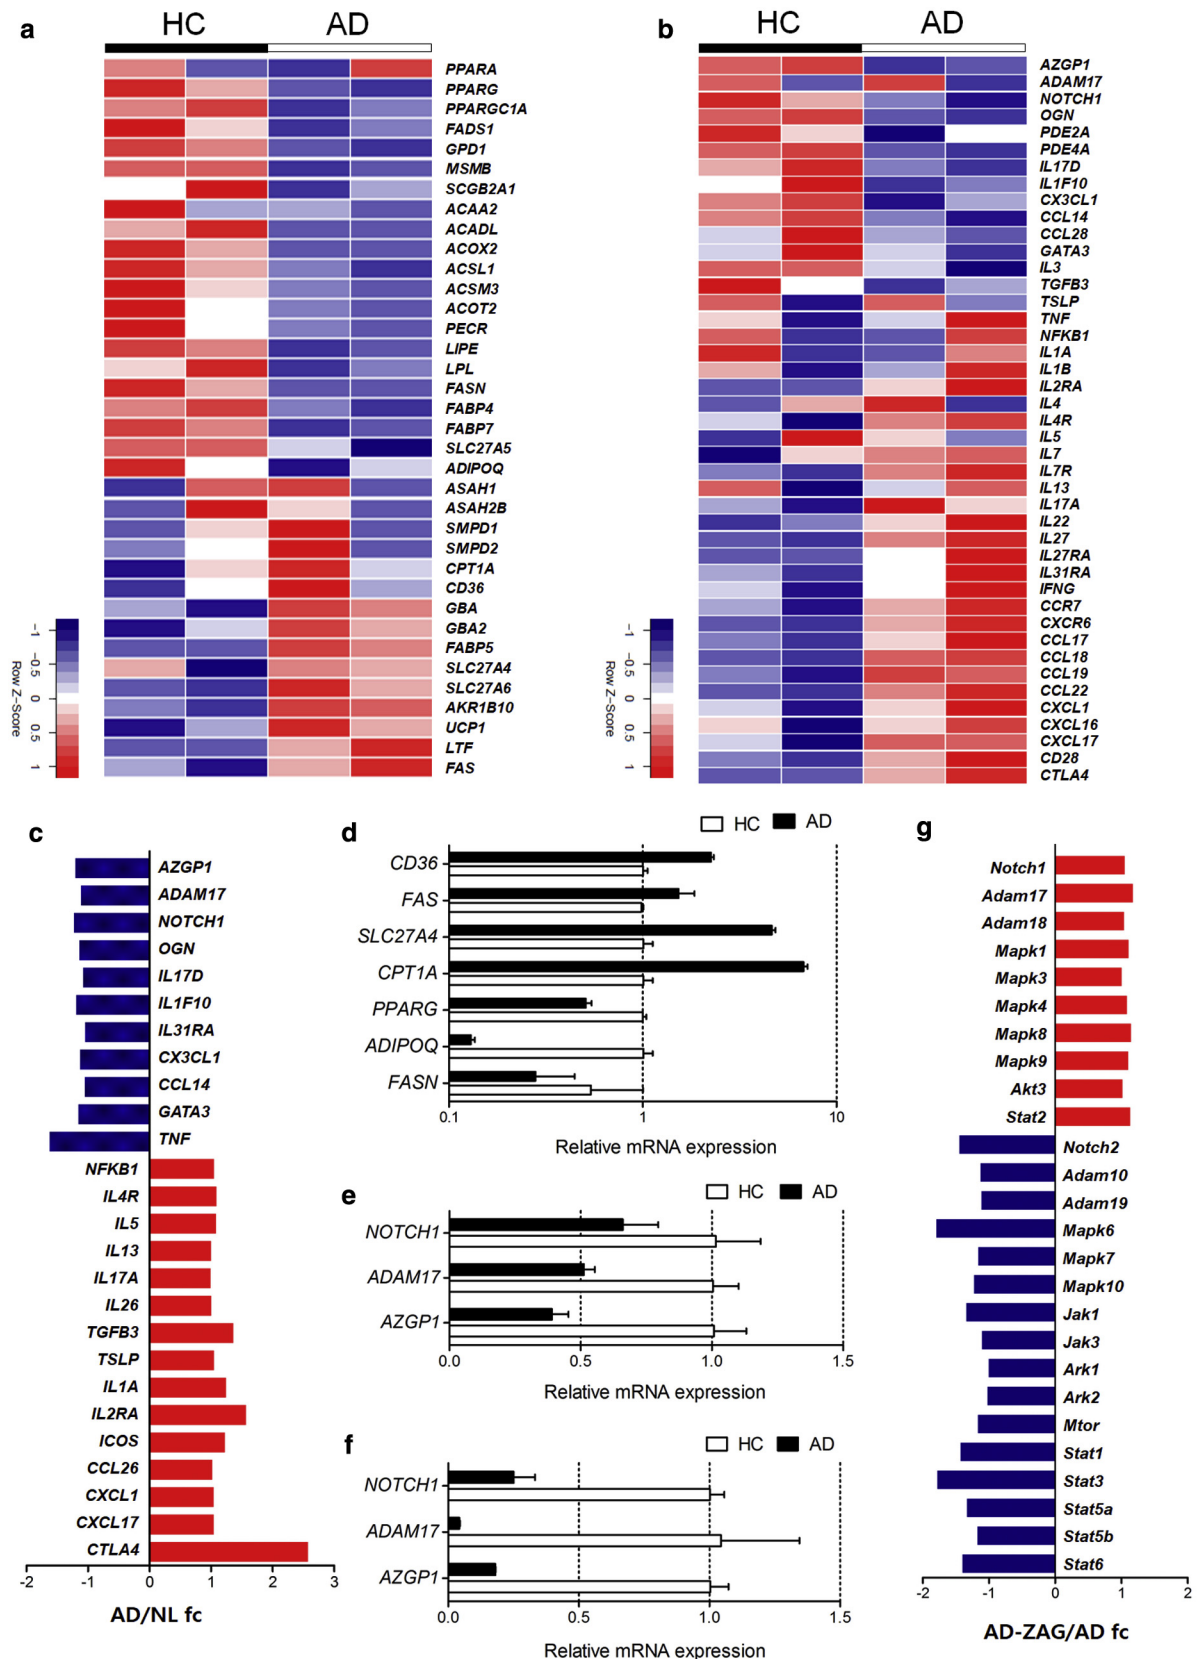 a
HC AD
PPARA
PPARG
PPARGC1A
FADS1
GPD1
MSMB
SCGB2A1
ACAA2
ACADL
ACOX2
ACSL1
ACSM3
ACOT2
PECR
LIPE
LPL
FASN
FABP4
FABP7
SLC27A5
ADIPOQ
ASAH1
ASAH2B
SMPD1
SMPD2
CPT1A
CD36
GBA
GBA2
FABP5
SLC27A4
SLC27A6
AKR1B10
UCP1
LTF
FAS
-1 -0.5 0 0.5 1
Row Z-Score
b
HC AD
AZGP1
ADAM17
NOTCH1
OGN
PDE2A
PDE4A
IL17D
IL1F10
CX3CL1
CCL14
CCL28
GATA3
IL3
TGFB3
TSLP
TNF
NFKB1
IL1A
IL1B
IL2RA
IL4
IL4R
IL5
IL7
IL7R
IL13
IL17A
IL22
IL27
IL27RA
IL31RA
IFNG
CCR7
CXCR6
CCL17
CCL18
CCL19
CCL22
CXCL1
CXCL16
CXCL17
CD28
CTLA4
-1 -0.5 0 0.5 1
Row Z-Score
c
AZGP1
ADAM17
NOTCH1
OGN
IL17D
IL1F10
IL31RA
CX3CL1
CCL14
GATA3
TNF
NFKB1
IL4R
IL5
IL13
IL17A
IL26
TGFB3
TSLP
IL1A
IL2RA
ICOS
CCL26
CXCL1
CXCL17
CTLA4
-2 -1 0 1 2 3
AD/NL fc
d
HC AD
CD36
FAS
SLC27A4
CPT1A
PPARG
ADIPOQ
FASN
0.1 1 10
Relative mRNA expression
e
HC AD
NOTCH1
ADAM17
AZGP1
0.0 0.5 1.0 1.5
Relative mRNA expression
f
HC AD
NOTCH1
ADAM17
AZGP1
0.0 0.5 1.0 1.5
Relative mRNA expression
g
Notch1
Adam17
Adam18
Mapk1
Mapk3
Mapk4
Mapk8
Mapk9
Akt3
Stat2
Notch2
Adam10
Adam19
Mapk6
Mapk7
Mapk10
Jak1
Jak3
Ark1
Ark2
Mtor
Stat1
Stat3
Stat5a
Stat5b
Stat6
-2 -1 0 1 2
AD-ZAG/AD fc